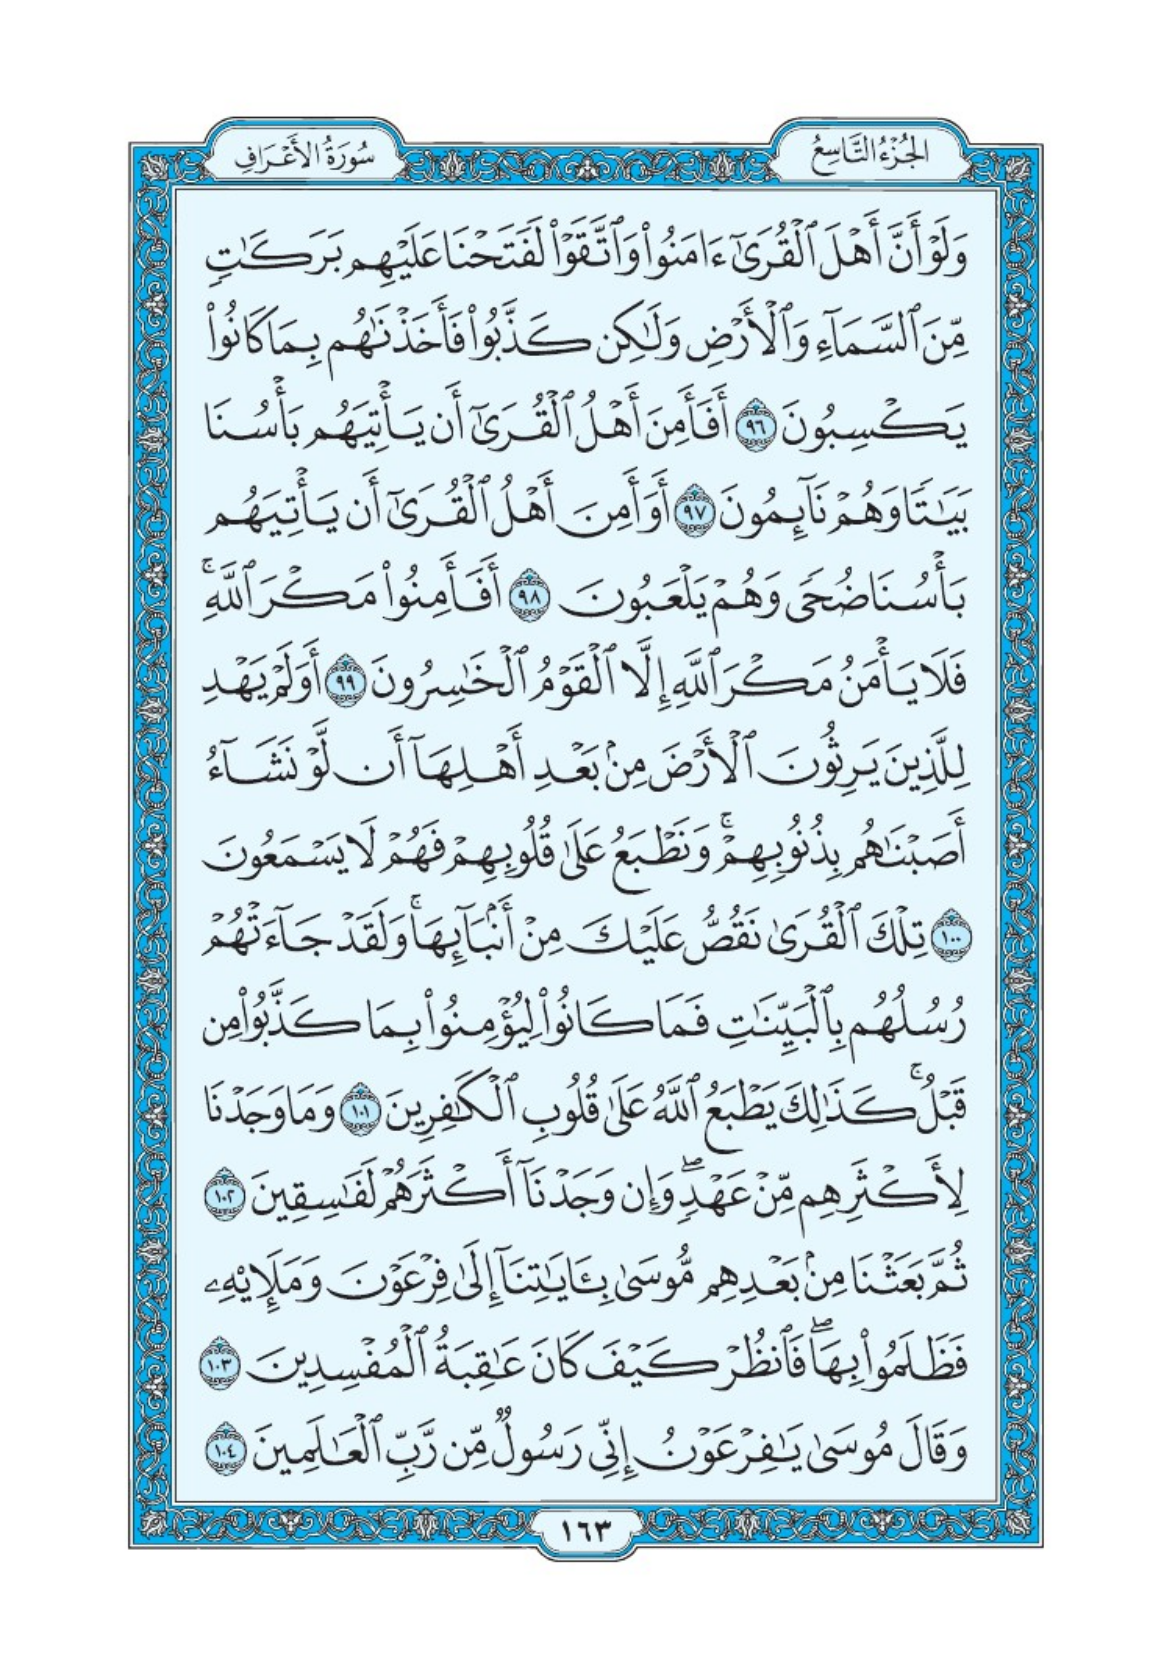 الجُزْءُ التَّاسِعُ
سُورَةُ الأَعْرَافِ
وَلَوْ أَنَّ أَهْلَ ٱلْقُرَىٰٓ ءَامَنُوا۟ وَٱتَّقَوْا۟ لَفَتَحْنَا عَلَيْهِم بَرَكَٰتٍ
مِّنَ ٱلسَّمَآءِ وَٱلْأَرْضِ وَلَٰكِن كَذَّبُوا۟ فَأَخَذْنَٰهُم بِمَا كَانُوا۟
يَكْسِبُونَ ٩٦ أَفَأَمِنَ أَهْلُ ٱلْقُرَىٰٓ أَن يَأْتِيَهُم بَأْسُنَا
بَيَٰتًا وَهُمْ نَآئِمُونَ ٩٧ أَوَأَمِنَ أَهْلُ ٱلْقُرَىٰٓ أَن يَأْتِيَهُم
بَأْسُنَا ضُحًى وَهُمْ يَلْعَبُونَ ٩٨ أَفَأَمِنُوا۟ مَكْرَ ٱللَّهِ ۚ
فَلَا يَأْمَنُ مَكْرَ ٱللَّهِ إِلَّا ٱلْقَوْمُ ٱلْخَٰسِرُونَ ٩٩ أَوَلَمْ يَهْدِ
لِلَّذِينَ يَرِثُونَ ٱلْأَرْضَ مِنۢ بَعْدِ أَهْلِهَآ أَن لَّوْ نَشَآءُ
أَصَبْنَٰهُم بِذُنُوبِهِمْ ۚ وَنَطْبَعُ عَلَىٰ قُلُوبِهِمْ فَهُمْ لَا يَسْمَعُونَ
١٠٠ تِلْكَ ٱلْقُرَىٰ نَقُصُّ عَلَيْكَ مِنْ أَنۢبَآئِهَا ۚ وَلَقَدْ جَآءَتْهُمْ
رُسُلُهُم بِٱلْبَيِّنَٰتِ فَمَا كَانُوا۟ لِيُؤْمِنُوا۟ بِمَا كَذَّبُوا۟ مِن
قَبْلُ ۚ كَذَٰلِكَ يَطْبَعُ ٱللَّهُ عَلَىٰ قُلُوبِ ٱلْكَٰفِرِينَ ١٠١ وَمَا وَجَدْنَا
لِأَكْثَرِهِم مِّنْ عَهْدٍ ۖ وَإِن وَجَدْنَآ أَكْثَرَهُمْ لَفَٰسِقِينَ ١٠٢
ثُمَّ بَعَثْنَا مِنۢ بَعْدِهِم مُّوسَىٰ بِـَٔايَٰتِنَآ إِلَىٰ فِرْعَوْنَ وَمَلَإِي۟هِۦ
فَظَلَمُوا۟ بِهَا ۖ فَٱنظُرْ كَيْفَ كَانَ عَٰقِبَةُ ٱلْمُفْسِدِينَ ١٠٣
وَقَالَ مُوسَىٰ يَٰفِرْعَوْنُ إِنِّى رَسُولٌ مِّن رَّبِّ ٱلْعَٰلَمِينَ ١٠٤
١٦٣